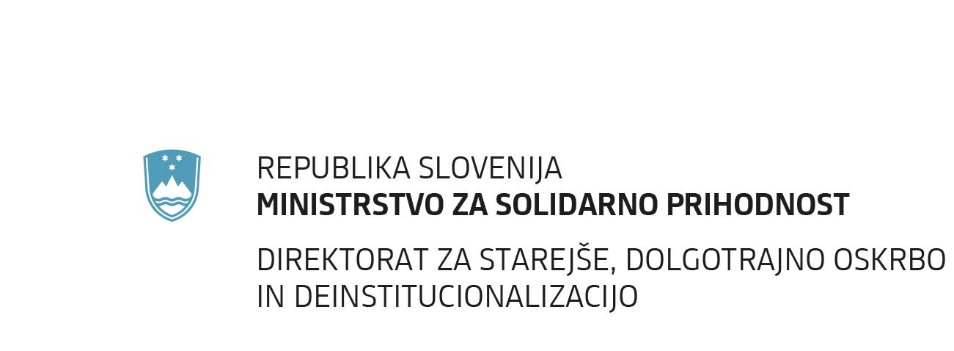 REPUBLIKA SLOVENIJA
MINISTRSTVO ZA SOLIDARNO PRIHODNOST
DIREKTORAT ZA STAREJŠE, DOLGOTRAJNO OSKRBO
IN DEINSTITUCIONALIZACIJO